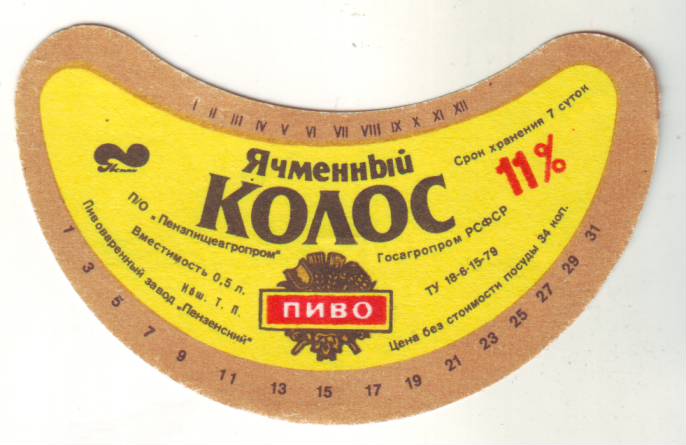 I II III IV V VI VII VIII IX X XI XII
Ячменный
КОЛОС
11%
Срок хранения 7 суток
П/О „Пензпищеагропром"
Пивоваренный завод „Пензенский"
Вместимость 0,5 л.
Т. П.
ПИВО
Госагропром РСФСР
ТУ 18-6-15-79
Цена без стоимости посуды 34 коп.
1 3 5 7 9 11 13 15 17 19 21 23 25 27 29 31